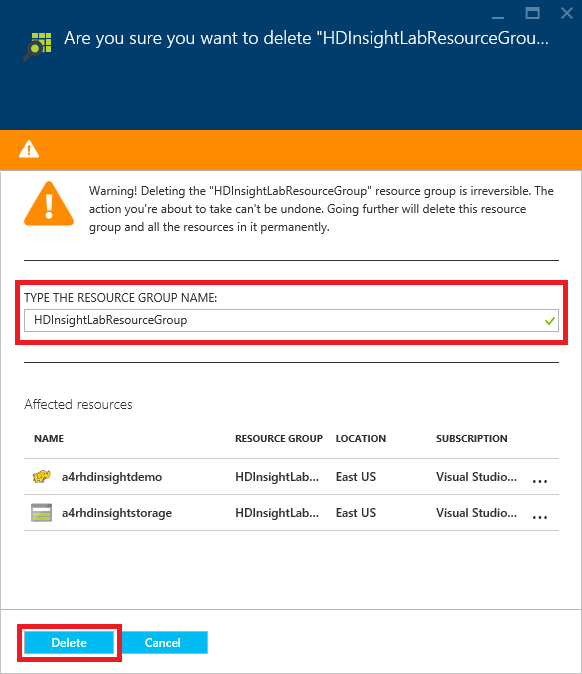 Are you sure you want to delete "HDInsightLabResourceGrou...
Warning! Deleting the "HDInsightLabResourceGroup" resource group is irreversible. The
action you're about to take can't be undone. Going further will delete this resource
group and all the resources in it permanently.
TYPE THE RESOURCE GROUP NAME:
HDInsightLabResourceGroup
Affected resources
NAME RESOURCE GROUP LOCATION SUBSCRIPTION
a4rhdinsightdemo HDInsightLab... East US Visual Studio... ...
a4rhdinsightstorage HDInsightLab... East US Visual Studio... ...
Delete Cancel